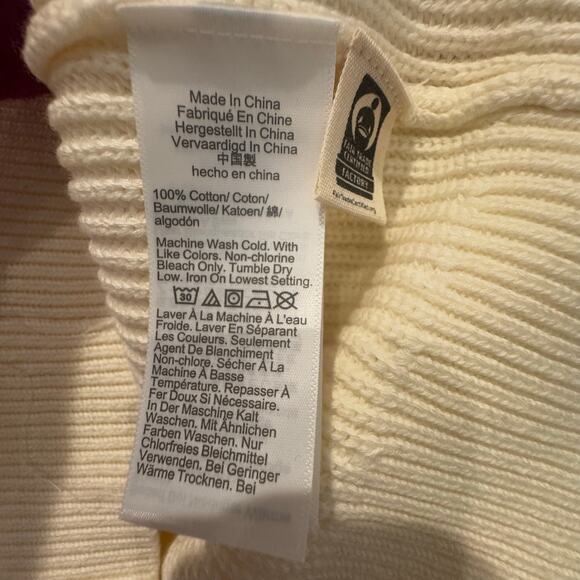 Made In China
Fabriqué En Chine
Hergestellt In China
Vervaardigd In China
中国製
hecho en china
100% Cotton/ Coton/
Baumwolle/ Katoen/ 綿/
algodón
Machine Wash Cold. With
Like Colors. Non-chlorine
Bleach Only. Tumble Dry
Low. Iron On Lowest Setting.
30
Laver À La Machine À L'eau
Froide. Laver En Séparant
Les Couleurs. Seulement
Agent De Blanchiment
Non-chlore. Sécher À La
Machine À Basse
Température. Repasser À
Fer Doux Si Nécessaire.
In Der Maschine Kalt
Waschen. Mit Ähnlichen
Farben Waschen. Nur
Chlorfreies Bleichmittel
Verwenden. Bei Geringer
Wärme Trocknen. Bei
FAIR TRADE
CERTIFIED
FACTORY
FairTradeCertified.org